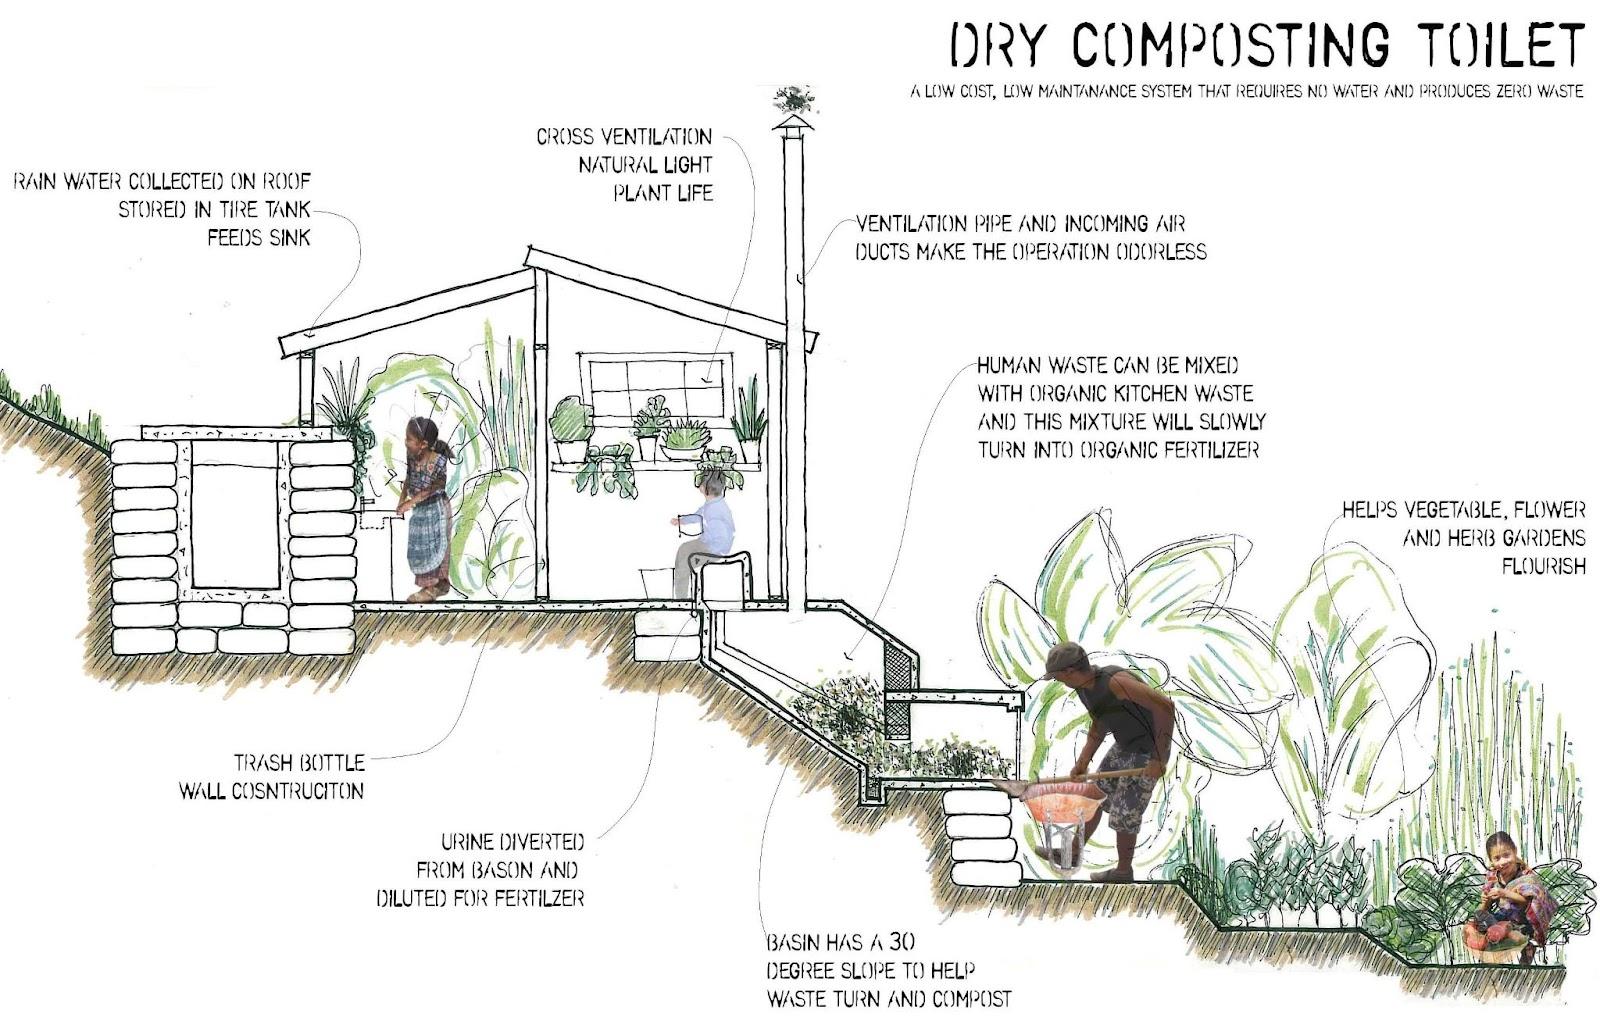 DRY COMPOSTING TOILET
A LOW COST, LOW MAINTANANCE SYSTEM THAT REQUIRES NO WATER AND PRODUCES ZERO WASTE
CROSS VENTILATION
NATURAL LIGHT
PLANT LIFE
RAIN WATER COLLECTED ON ROOF
STORED IN TIRE TANK
FEEDS SINK
VENTILATION PIPE AND INCOMING AIR
DUCTS MAKE THE OPERATION ODORLESS
HUMAN WASTE CAN BE MIXED
WITH ORGANIC KITCHEN WASTE
AND THIS MIXTURE WILL SLOWLY
TURN INTO ORGANIC FERTILIZER
HELPS VEGETABLE, FLOWER
AND HERB GARDENS
FLOURISH
TRASH BOTTLE
WALL COSNTRUCITON
URINE DIVERTED
FROM BASON AND
DILUTED FOR FERTILZER
BASIN HAS A 30
DEGREE SLOPE TO HELP
WASTE TURN AND COMPOST